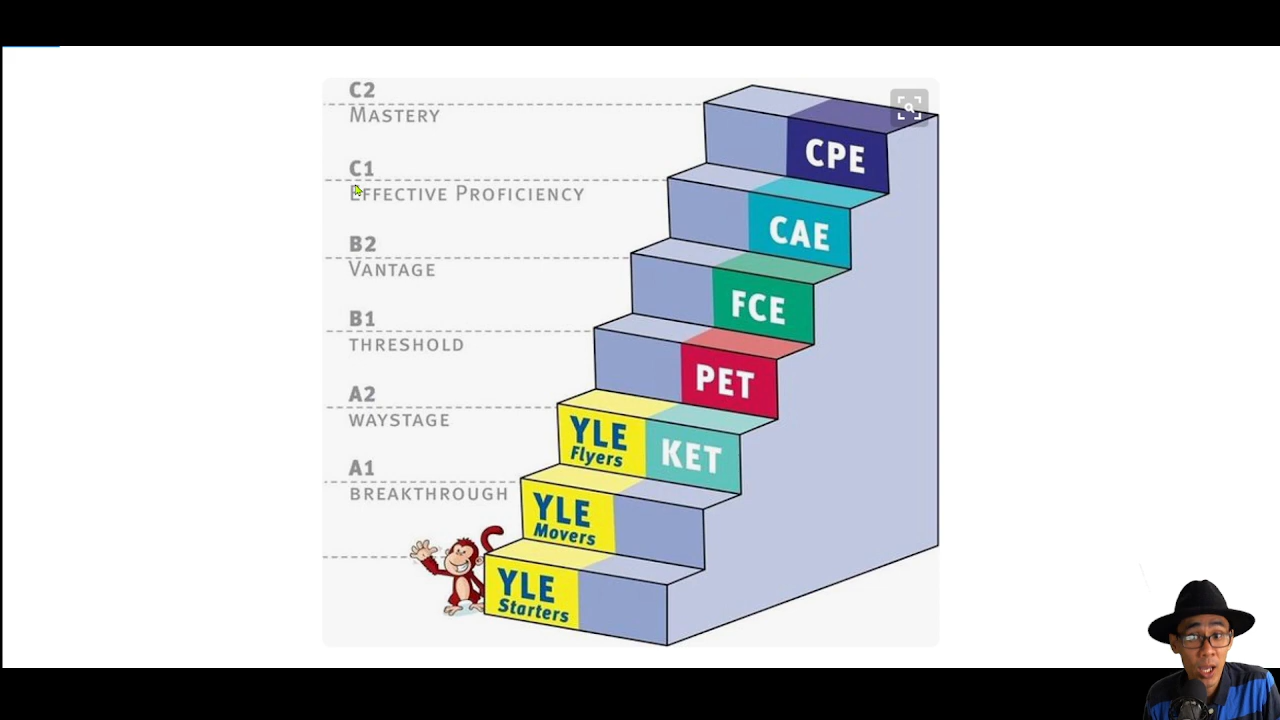 C2
MASTERY
C1
EFFECTIVE PROFICIENCY
B2
VANTAGE
B1
THRESHOLD
A2
WAYSTAGE
A1
BREAKTHROUGH
CPE
CAE
FCE
PET
YLE
Flyers
KET
YLE
Movers
YLE
Starters